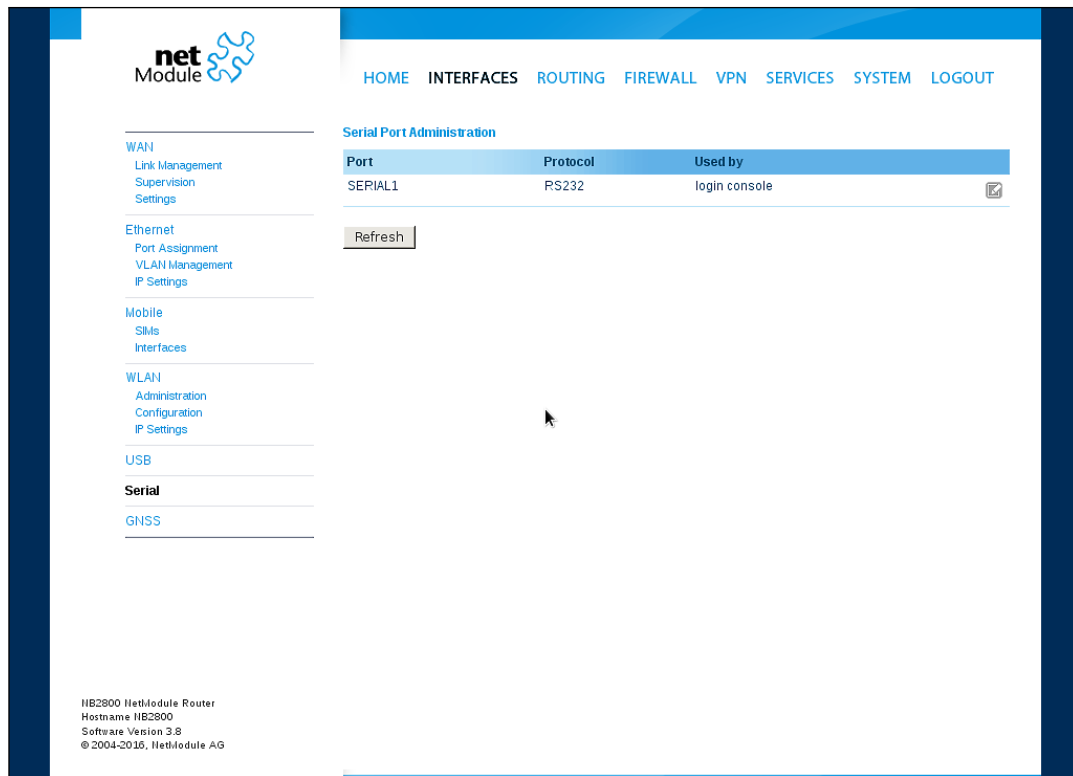 net
Module
HOME INTERFACES ROUTING FIREWALL VPN SERVICES SYSTEM LOGOUT
WAN
Link Management
Supervision
Settings
Ethernet
Port Assignment
VLAN Management
IP Settings
Mobile
SIMs
Interfaces
WLAN
Administration
Configuration
IP Settings
USB
Serial
GNSS
Serial Port Administration
Port Protocol Used by
SERIAL1 RS232 login console
Refresh
NB2800 NetModule Router
Hostname NB2800
Software Version 3.8
© 2004-2016, NetModule AG